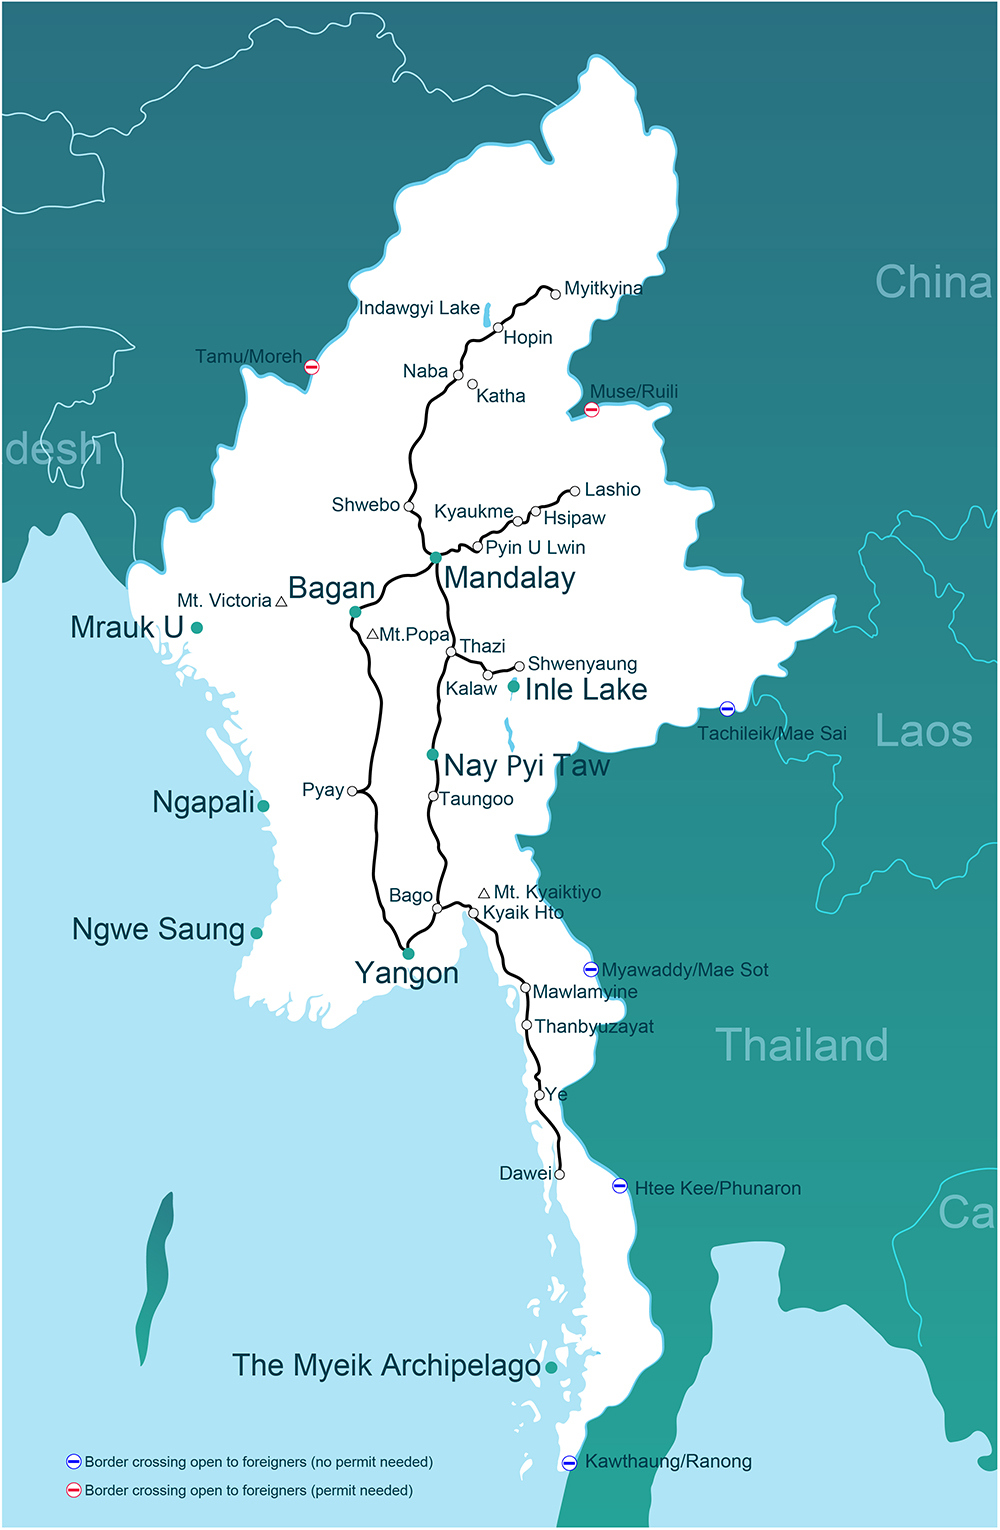 China
Myitkyina
Indawgyi Lake
Hopin
Tamu/Moreh
Naba
Katha
Muse/Ruili
desh
Lashio
Shwebo
Kyaukme
Hsipaw
Pyin U Lwin
Mandalay
Bagan
Mt. Victoria
Mrauk U
Mt.Popa
Thazi
Shwenyaung
Kalaw
Inle Lake
Tachileik/Mae Sai
Laos
Nay Pyi Taw
Pyay
Taungoo
Ngapali
Bago
Mt. Kyaiktiyo
Kyaik Hto
Ngwe Saung
Yangon
Myawaddy/Mae Sot
Mawlamyine
Thanbyuzayat
Thailand
Ye
Dawei
Htee Kee/Phunaron
Ca
The Myeik Archipelago
Kawthaung/Ranong
Border crossing open to foreigners (no permit needed)
Border crossing open to foreigners (permit needed)